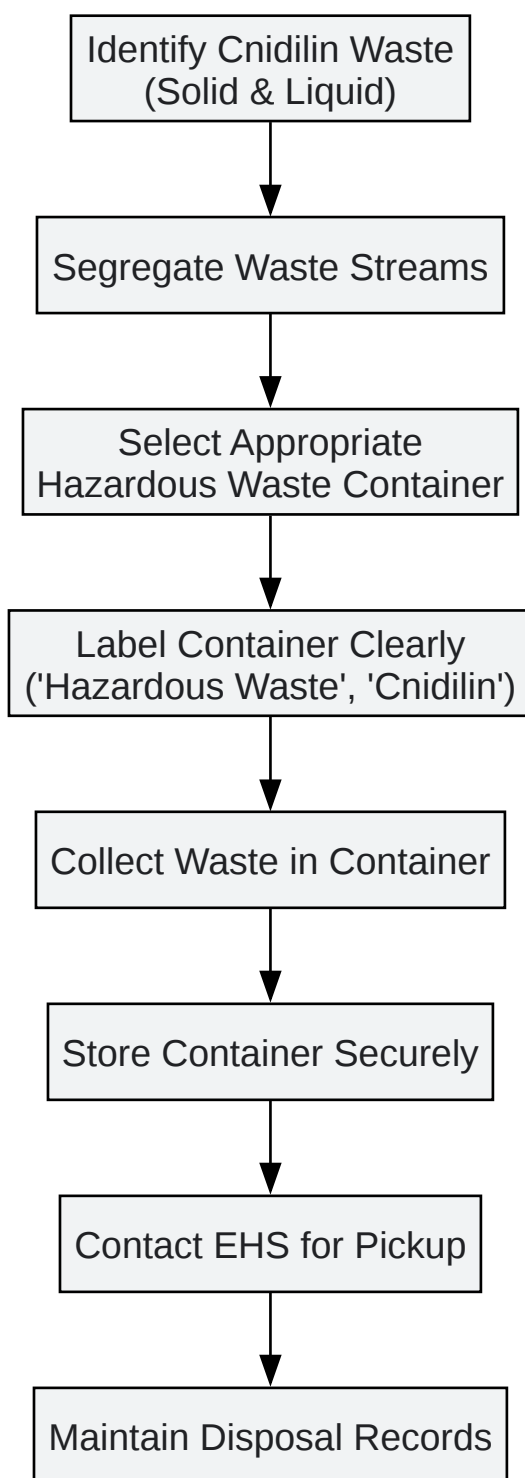 Identify Cnidilin Waste
(Solid & Liquid)
Segregate Waste Streams
Select Appropriate
Hazardous Waste Container
Label Container Clearly
('Hazardous Waste', 'Cnidilin')
Collect Waste in Container
Store Container Securely
Contact EHS for Pickup
Maintain Disposal Records